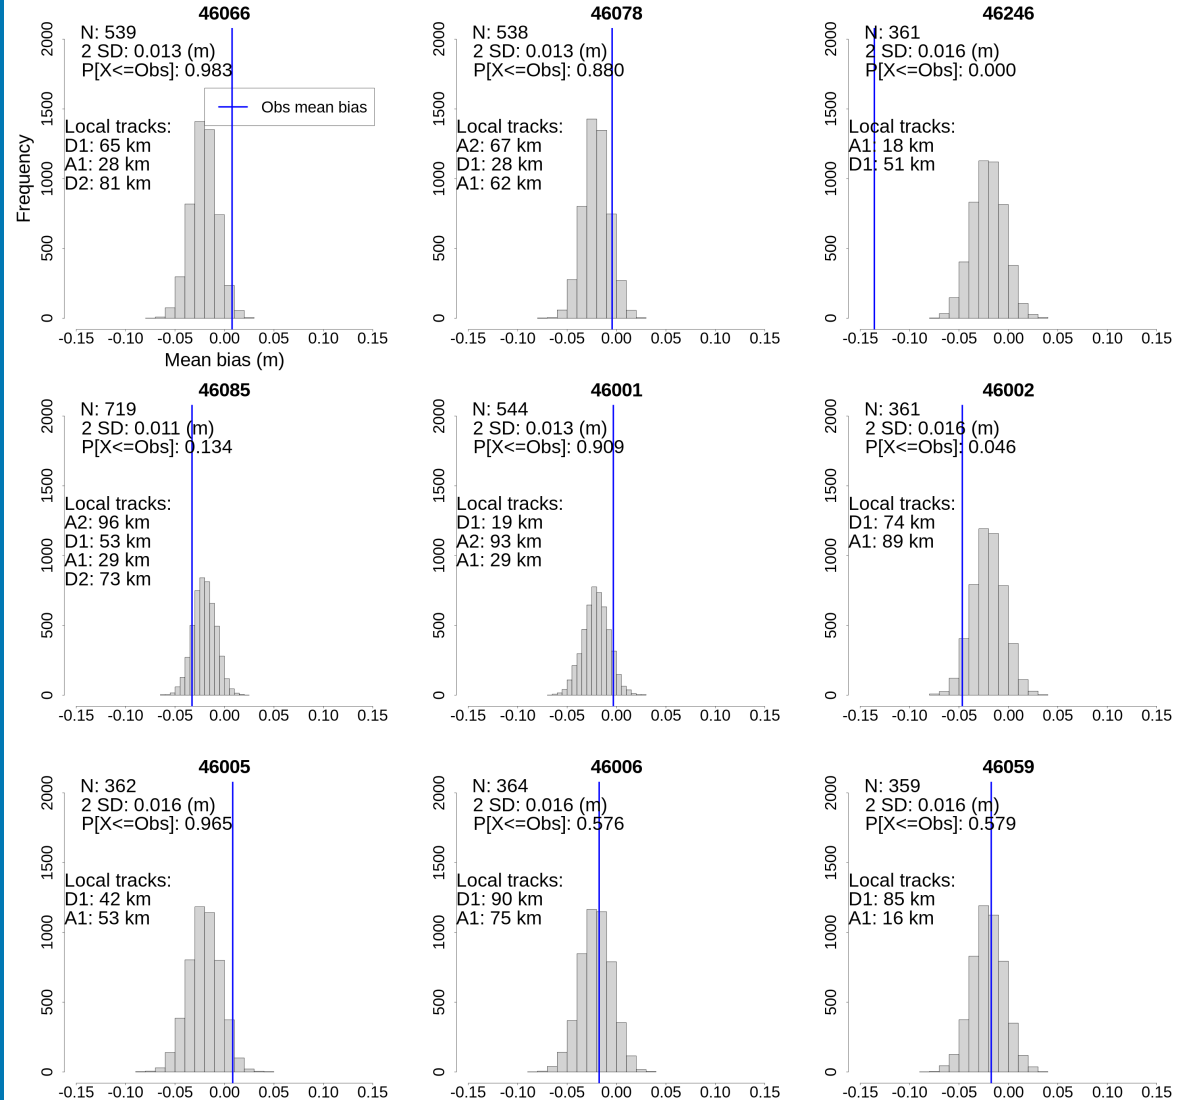 46066
N: 539
2 SD: 0.013 (m)
P[X<=Obs]: 0.983
Obs mean bias
Local tracks:
D1: 65 km
A1: 28 km
D2: 81 km
Frequency
2000
1500
1000
500
0
-0.15 -0.10 -0.05 0.00 0.05 0.10 0.15
Mean bias (m)
46078
N: 538
2 SD: 0.013 (m)
P[X<=Obs]: 0.880
Local tracks:
A2: 67 km
D1: 28 km
A1: 62 km
2000
1500
1000
500
0
-0.15 -0.10 -0.05 0.00 0.05 0.10 0.15
46246
N: 361
2 SD: 0.016 (m)
P[X<=Obs]: 0.000
Local tracks:
A1: 18 km
D1: 51 km
2000
1500
1000
500
0
-0.15 -0.10 -0.05 0.00 0.05 0.10 0.15
46085
N: 719
2 SD: 0.011 (m)
P[X<=Obs]: 0.134
Local tracks:
A2: 96 km
D1: 53 km
A1: 29 km
D2: 73 km
2000
1500
1000
500
0
-0.15 -0.10 -0.05 0.00 0.05 0.10 0.15
46001
N: 544
2 SD: 0.013 (m)
P[X<=Obs]: 0.909
Local tracks:
D1: 19 km
A2: 93 km
A1: 29 km
2000
1500
1000
500
0
-0.15 -0.10 -0.05 0.00 0.05 0.10 0.15
46002
N: 361
2 SD: 0.016 (m)
P[X<=Obs]: 0.046
Local tracks:
D1: 74 km
A1: 89 km
2000
1500
1000
500
0
-0.15 -0.10 -0.05 0.00 0.05 0.10 0.15
46005
N: 362
2 SD: 0.016 (m)
P[X<=Obs]: 0.965
Local tracks:
D1: 42 km
A1: 53 km
2000
1500
1000
500
0
-0.15 -0.10 -0.05 0.00 0.05 0.10 0.15
46006
N: 364
2 SD: 0.016 (m)
P[X<=Obs]: 0.576
Local tracks:
D1: 90 km
A1: 75 km
2000
1500
1000
500
0
-0.15 -0.10 -0.05 0.00 0.05 0.10 0.15
46059
N: 359
2 SD: 0.016 (m)
P[X<=Obs]: 0.579
Local tracks:
D1: 85 km
A1: 16 km
2000
1500
1000
500
0
-0.15 -0.10 -0.05 0.00 0.05 0.10 0.15